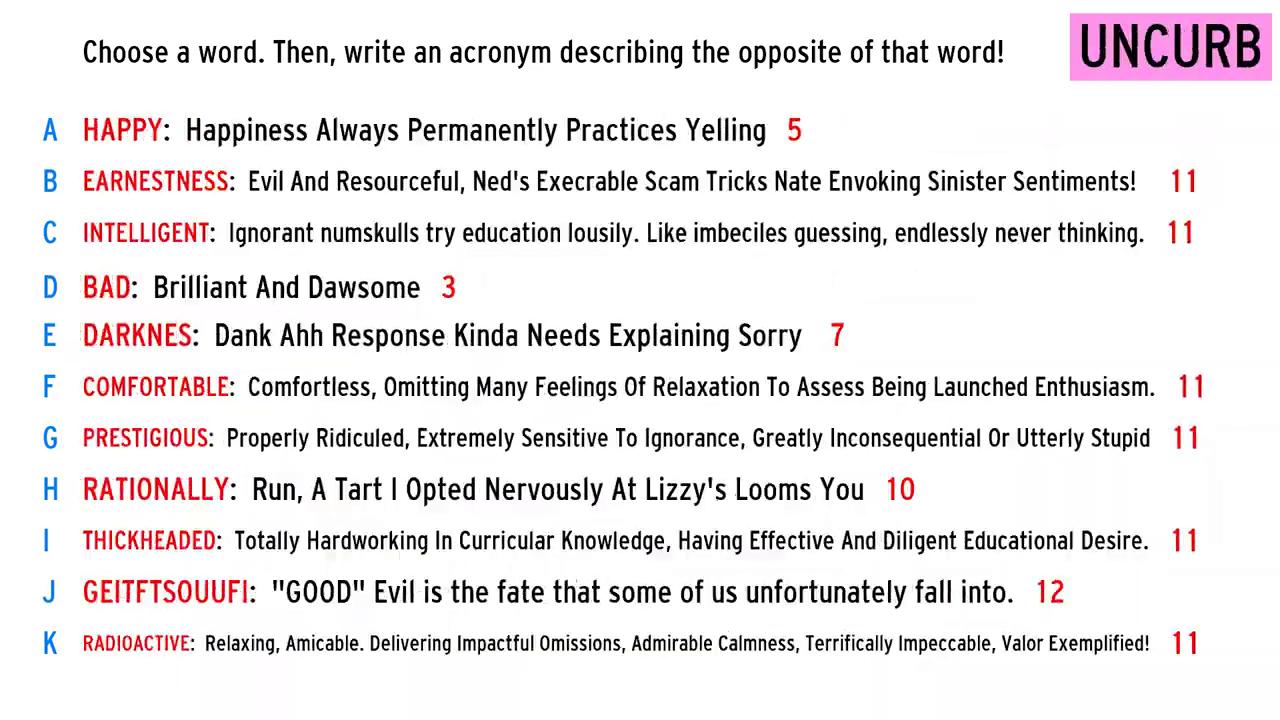 Choose a word. Then, write an acronym describing the opposite of that word!
UNCURB
A HAPPY: Happiness Always Permanently Practices Yelling 5
B EARNESTNESS: Evil And Resourceful, Ned's Execrable Scam Tricks Nate Envoking Sinister Sentiments! 11
C INTELLIGENT: Ignorant numskulls try education lousily. Like imbeciles guessing, endlessly never thinking. 11
D BAD: Brilliant And Dawsome 3
E DARKNES: Dank Ahh Response Kinda Needs Explaining Sorry 7
F COMFORTABLE: Comfortless, Omitting Many Feelings Of Relaxation To Assess Being Launched Enthusiasm. 11
G PRESTIGIOUS: Properly Ridiculed, Extremely Sensitive To Ignorance, Greatly Inconsequential Or Utterly Stupid 11
H RATIONALLY: Run, A Tart I Opted Nervously At Lizzy's Looms You 10
I THICKHEADED: Totally Hardworking In Curricular Knowledge, Having Effective And Diligent Educational Desire. 11
J GEITFTSOUUFI: "GOOD" Evil is the fate that some of us unfortunately fall into. 12
K RADIOACTIVE: Relaxing, Amicable. Delivering Impactful Omissions, Admirable Calmness, Terrifically Impeccable, Valor Exemplified! 11